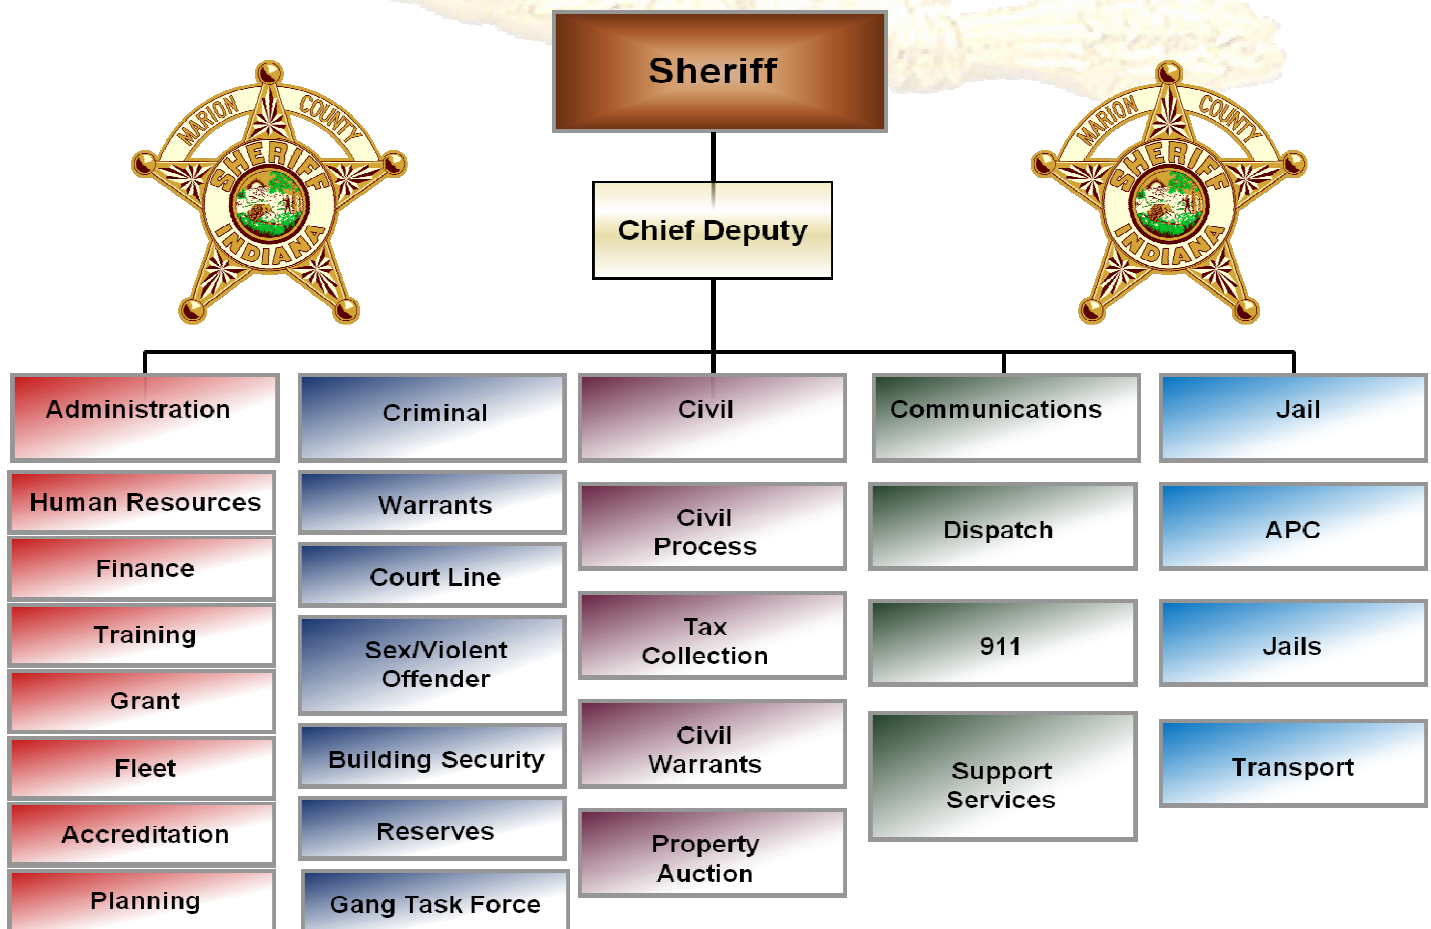 Sheriff
MARION COUNTY
SHERIFF
INDIANA
MARION COUNTY
SHERIFF
INDIANA
Chief Deputy
Administration
Criminal
Civil
Communications
Jail
Human Resources
Finance
Training
Grant
Fleet
Accreditation
Planning
Warrants
Court Line
Sex/Violent
Offender
Building Security
Reserves
Gang Task Force
Civil
Process
Tax
Collection
Civil
Warrants
Property
Auction
Dispatch
911
Support
Services
APC
Jails
Transport